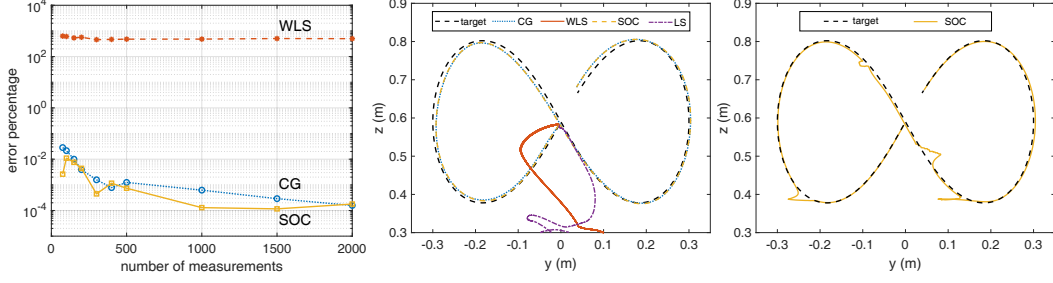 error percentage
10^4
10^2
10^0
10^-2
10^-4
WLS
CG
SOC
0 500 1000 1500 2000
number of measurements
target CG WLS SOC LS
z (m)
0.8
0.7
0.6
0.5
0.4
0.3
-0.3 -0.2 -0.1 0 0.1 0.2 0.3
y (m)
target SOC
z (m)
0.8
0.7
0.6
0.5
0.4
0.3
-0.3 -0.2 -0.1 0 0.1 0.2 0.3
y (m)